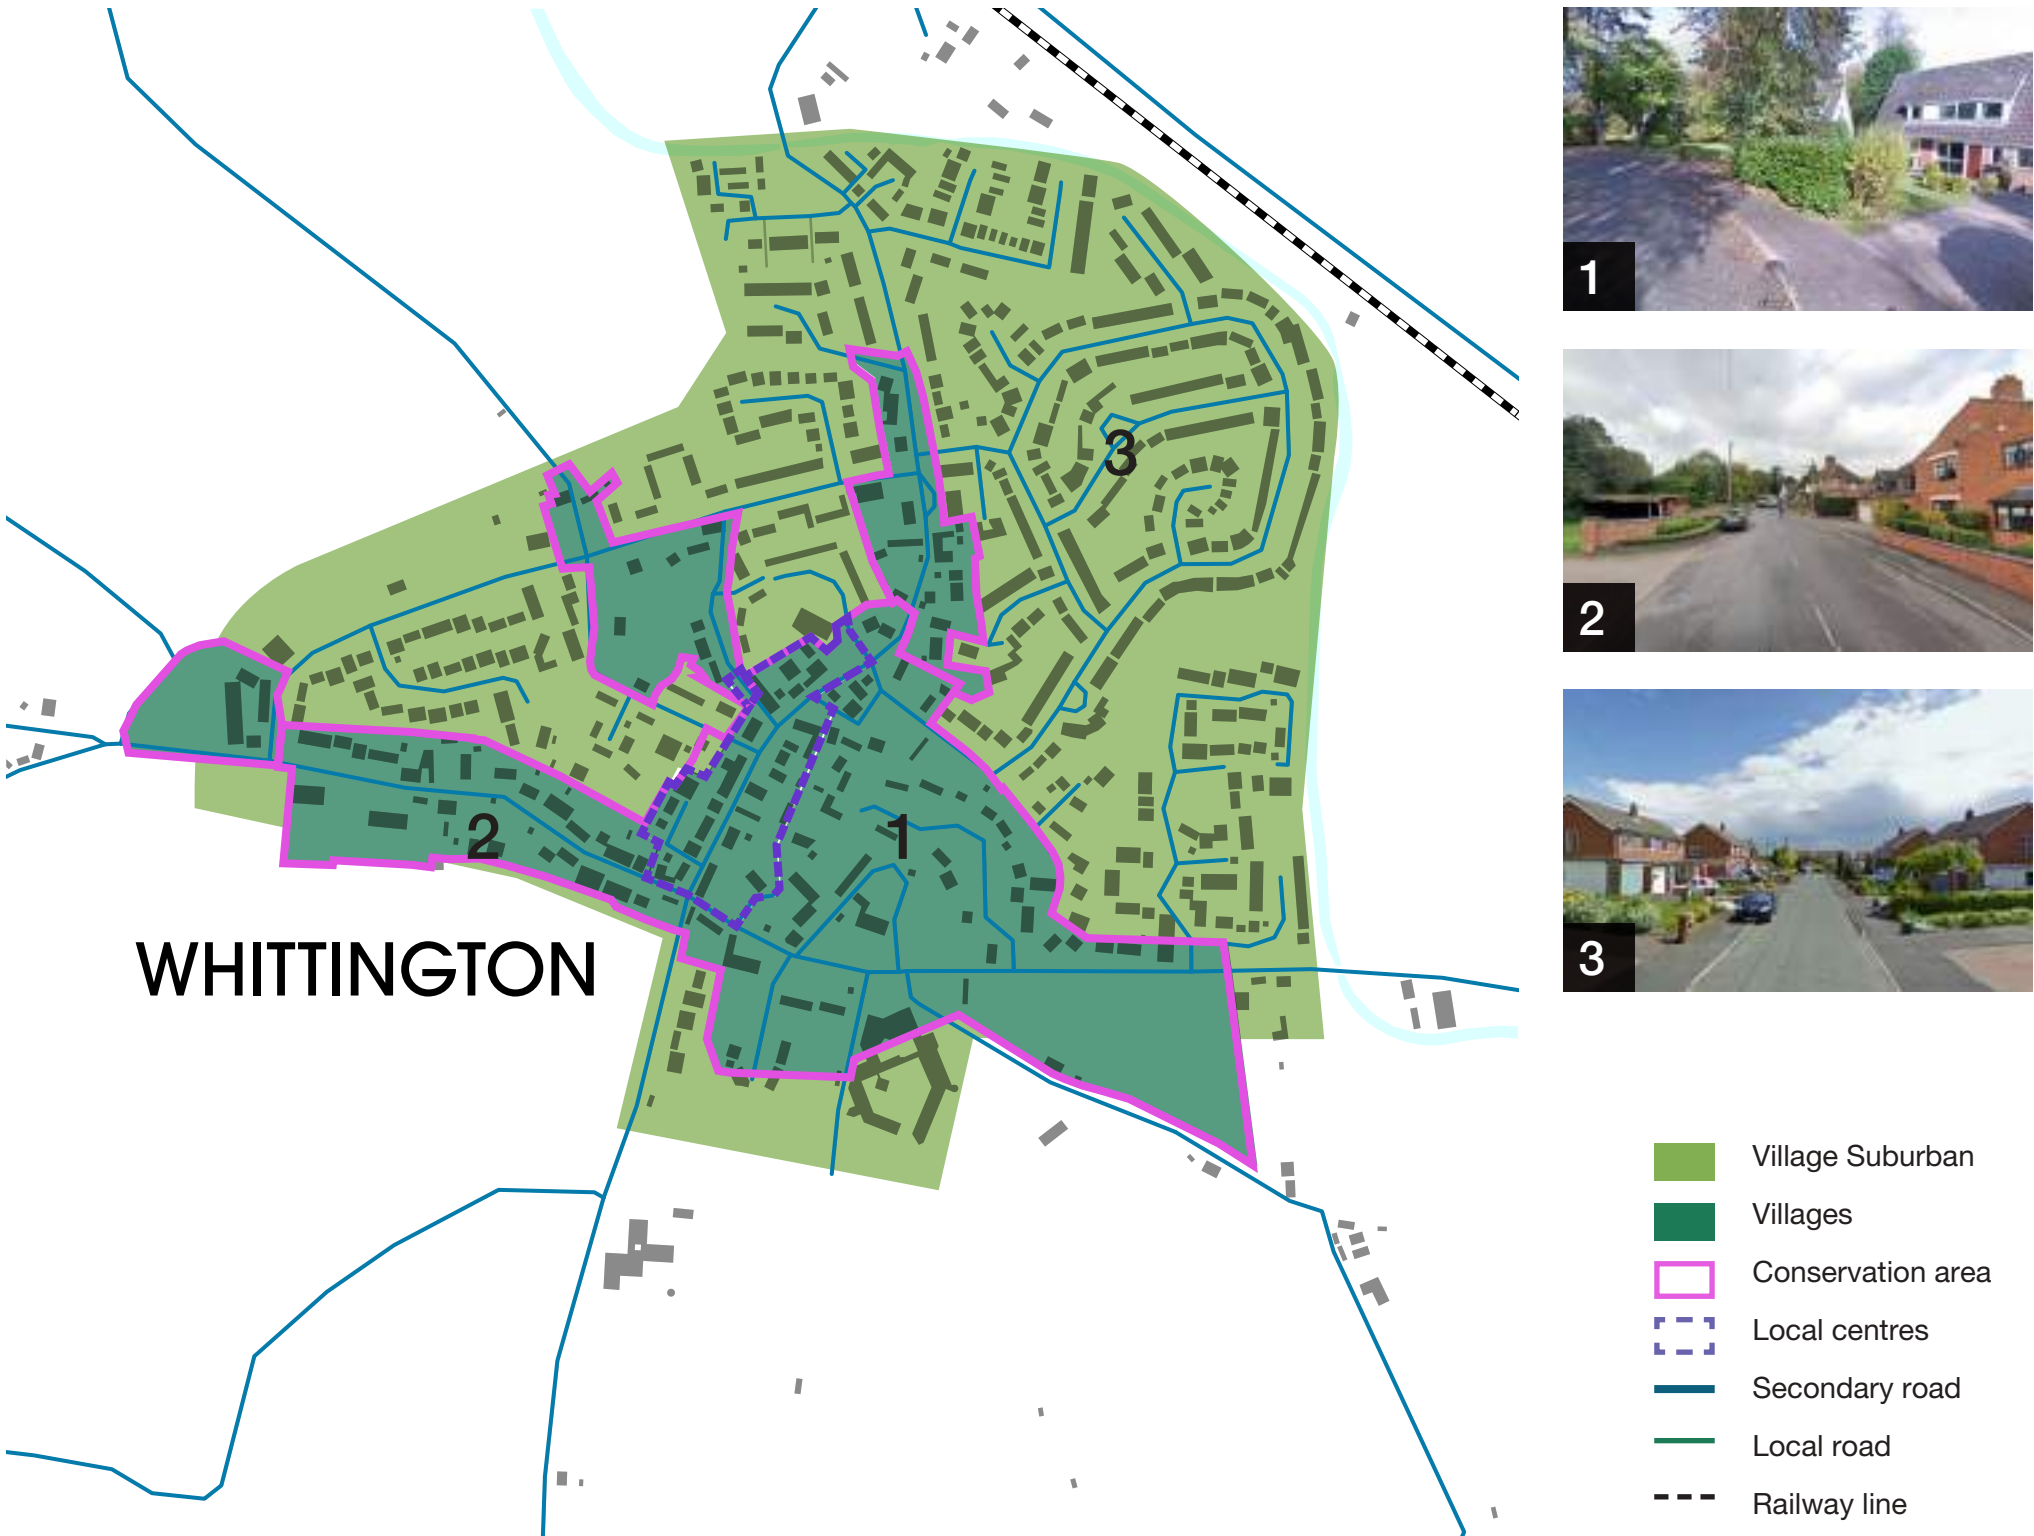 3
2
1
WHITTINGTON
1
2
3
Village Suburban
Villages
Conservation area
Local centres
Secondary road
Local road
Railway line